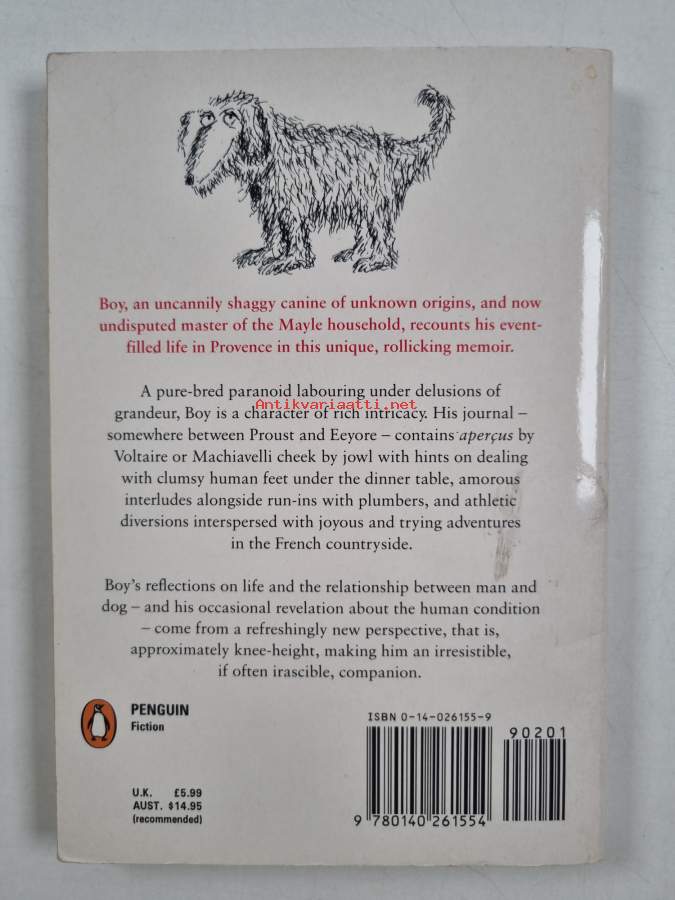 Boy, an uncannily shaggy canine of unknown origins, and now
undisputed master of the Mayle household, recounts his event-
filled life in Provence in this unique, rollicking memoir.
A pure-bred paranoid labouring under delusions of
Antikvariaatti.net
grandeur, Boy is a character of rich intricacy. His journal –
somewhere between Proust and Eeyore – contains aperçus by
Voltaire or Machiavelli cheek by jowl with hints on dealing
with clumsy human feet under the dinner table, amorous
interludes alongside run-ins with plumbers, and athletic
diversions interspersed with joyous and trying adventures
in the French countryside.
Boy's reflections on life and the relationship between man and
dog – and his occasional revelation about the human condition
– come from a refreshingly new perspective, that is,
approximately knee-height, making him an irresistible,
if often irascible, companion.
PENGUIN
Fiction
U.K. £5.99
AUST. $14.95
(recommended)
ISBN 0-14-026155-9
90201
9 780140 261554